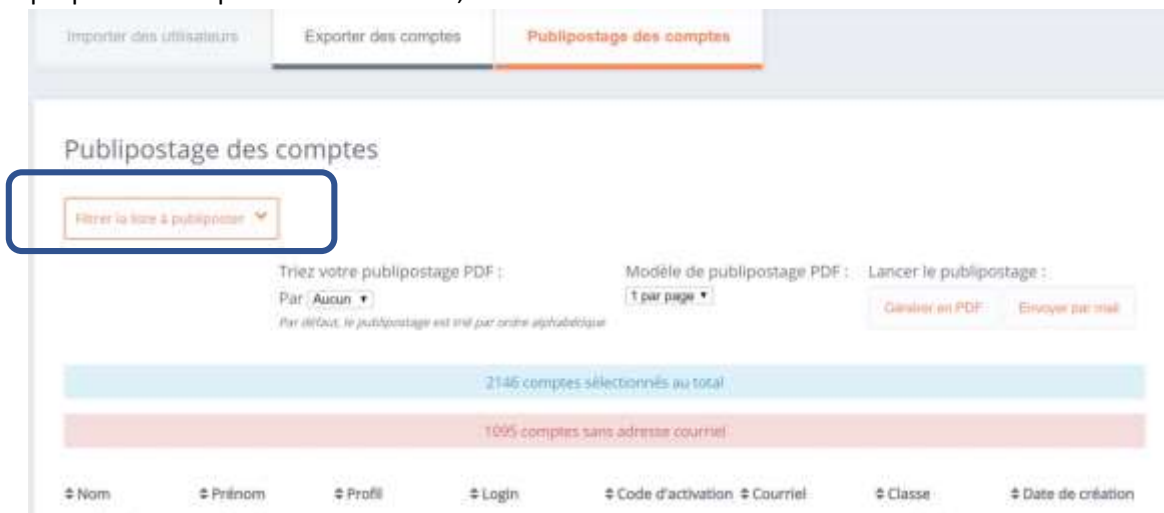 Importer des utilisateurs Exporter des comptes Publipostage des comptes
Publipostage des comptes
Filtrer la liste à publiposter
Triez votre publipostage PDF : Modèle de publipostage PDF : Lancer le publipostage :
Par Aucun 1 par page
Générer en PDF Envoyer par mail
Par défaut, le publipostage est trié par ordre alphabétique
2146 comptes sélectionnés au total
1095 comptes sans adresse courriel
Nom Prénom Profil Login Code d'activation Courriel Classe Date de création